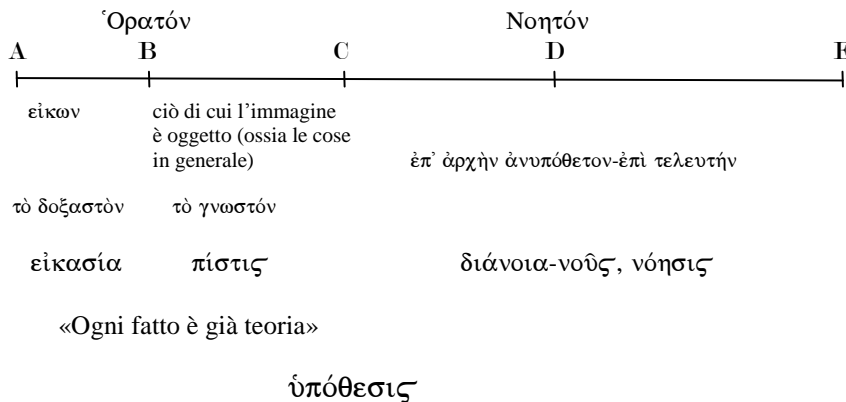 Ὁρατόν Νοητόν
A B C D E
εἰκων ciò di cui l'immagine
è oggetto (ossia le cose
in generale)
ἐπ' ἀρχὴν ἀνυπόθετον-ἐπὶ τελευτήν
τὸ δοξαστὸν τὸ γνωστόν
εἰκασία πίστις διάνοια-νοῦς, νόησις
«Ogni fatto è già teoria»
ὑπόθεσις